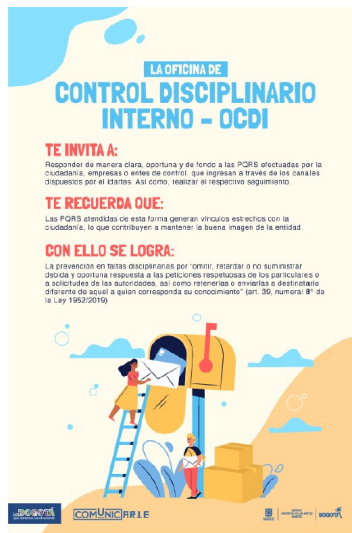 LA OFICINA DE
CONTROL DISCIPLINARIO
INTERNO – OCDI
TE INVITA A:
Responder de manera clara, oportuna y de fondo a las PQRS efectuadas por la
ciudadanía, empresas o entes de control, que ingresan a través de los canales
dispuestos por el Idartes. Así como, realizar el respectivo seguimiento.
TE RECUERDA QUE:
Las PQRS atendidas de esta forma generan vínculos estrechos con la
ciudadanía, lo que contribuyen a mantener la buena imagen de la entidad.
CON ELLO SE LOGRA:
La prevención en faltas disciplinarias por "omitir, retardar o no suministrar
debida y oportuna respuesta a las peticiones respetuosas de los particulares o
a solicitudes de las autoridades, así como retenerlas o enviarlas a destinatario
diferente de aquel a quien corresponda su conocimiento" (art. 39, numeral 8° de
la Ley 1952/2019)
BOGOTÁ
COMUNICARTE
BOGOTÁ